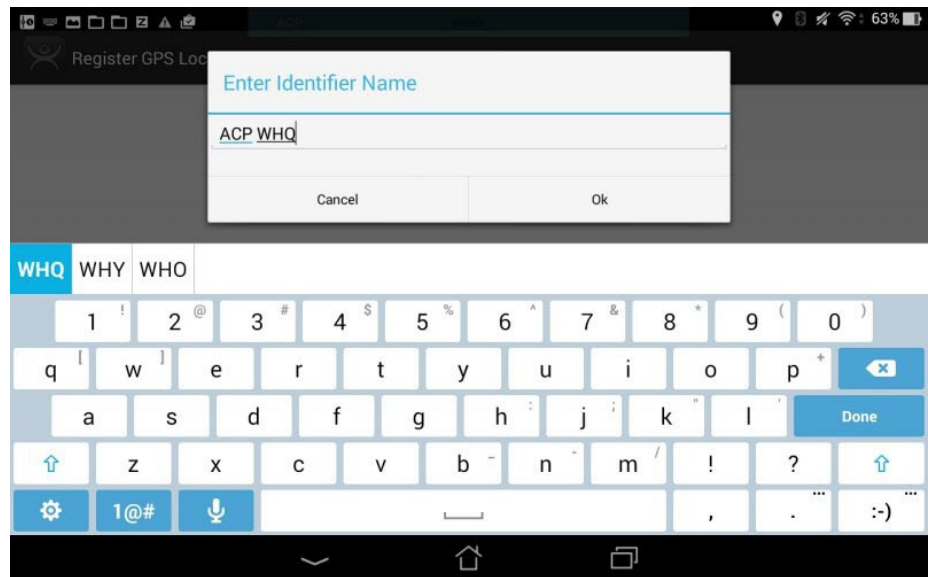 ACP
63%
Register GPS Loc
Enter Identifier Name
ACP WHQ
Cancel Ok
WHQ WHY WHO
1 ! 2 @ 3 # 4 $ 5 % 6 ^ 7 & 8 * 9 ( 0 )
q [ w ] e r t y u i o p +
a s d f g h : j ; k " l ' Done
z x c v b - n m / ! ?
1@# , . ... :-) ...